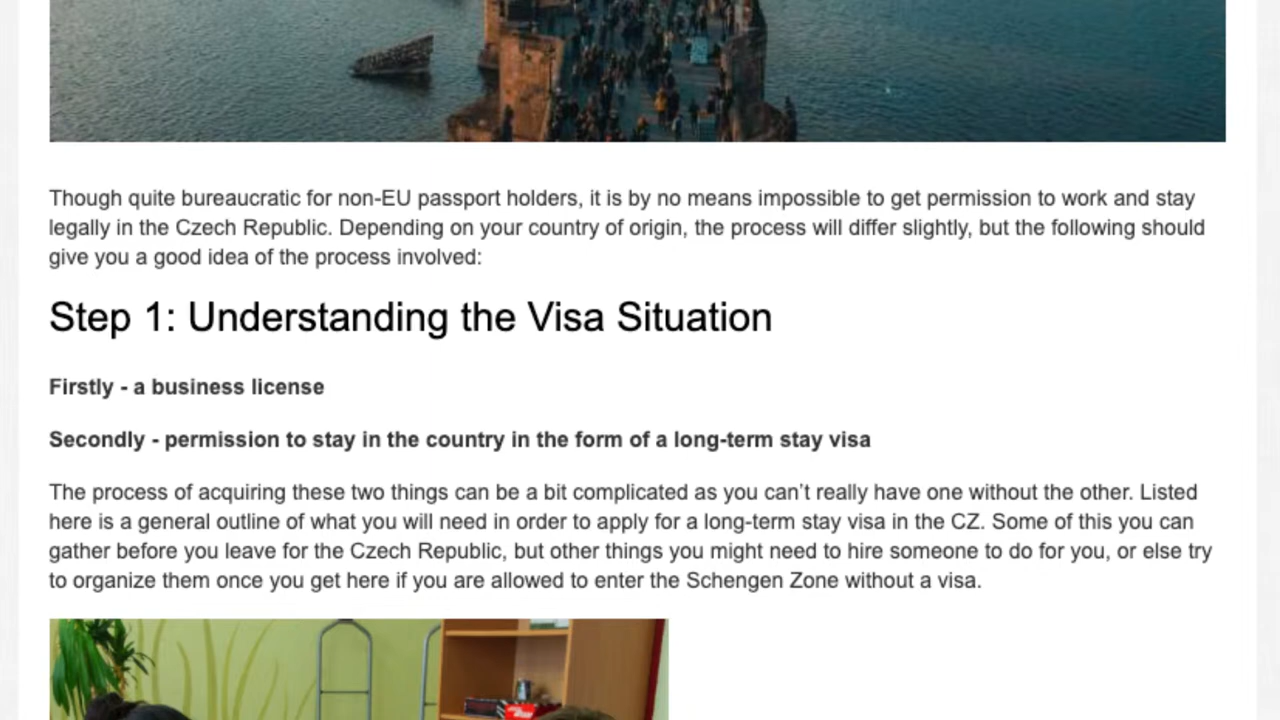 Though quite bureaucratic for non-EU passport holders, it is by no means impossible to get permission to work and stay
legally in the Czech Republic. Depending on your country of origin, the process will differ slightly, but the following should
give you a good idea of the process involved:
Step 1: Understanding the Visa Situation
Firstly - a business license
Secondly - permission to stay in the country in the form of a long-term stay visa
The process of acquiring these two things can be a bit complicated as you can’t really have one without the other. Listed
here is a general outline of what you will need in order to apply for a long-term stay visa in the CZ. Some of this you can
gather before you leave for the Czech Republic, but other things you might need to hire someone to do for you, or else try
to organize them once you get here if you are allowed to enter the Schengen Zone without a visa.